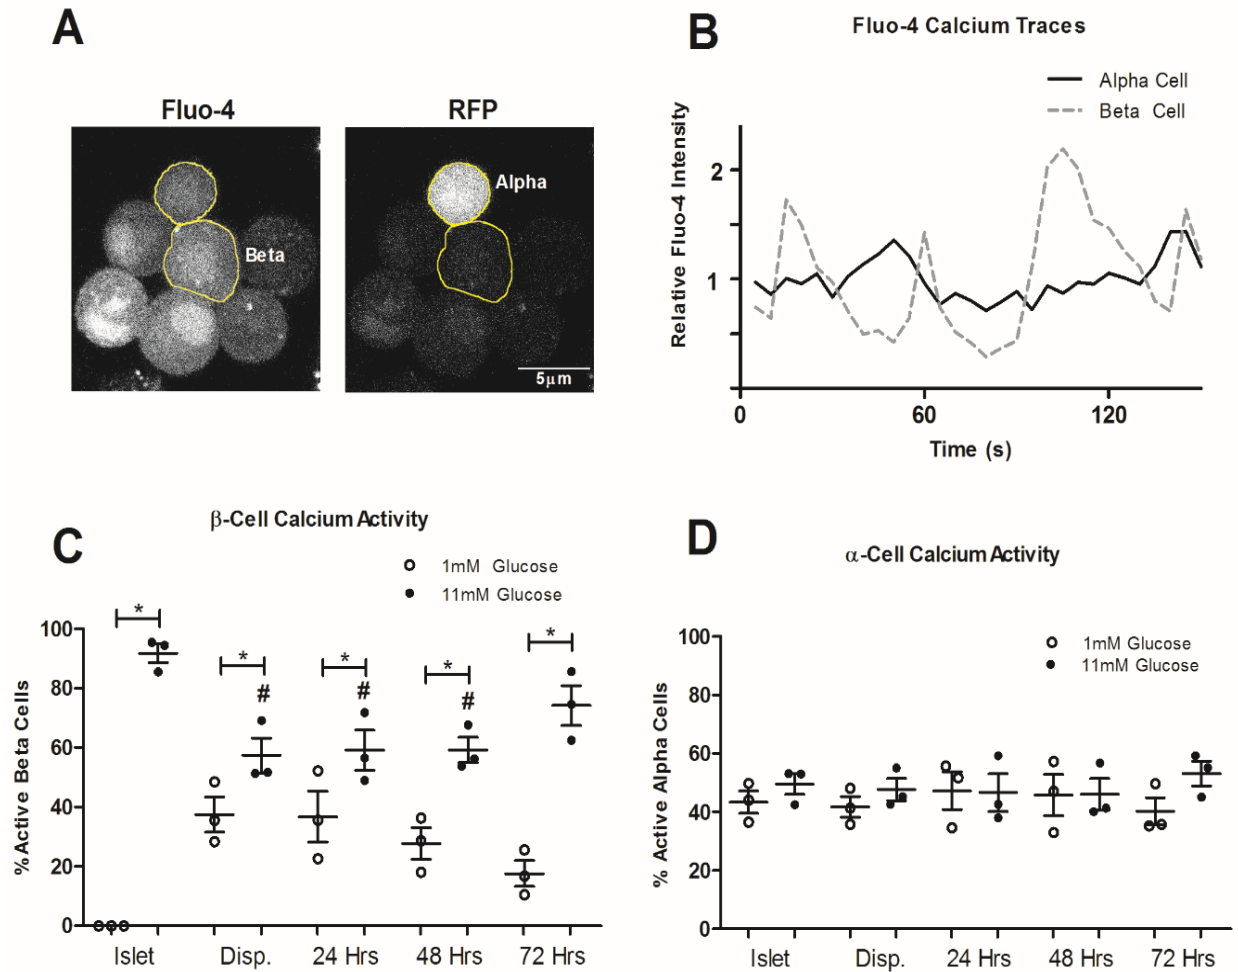 A
Fluo-4
RFP
Alpha
Beta
5μm
B
Fluo-4 Calcium Traces
Alpha Cell
Beta Cell
Relative Fluo-4 Intensity
2
1
0
60
120
Time (s)
C
β-Cell Calcium Activity
1mM Glucose
11mM Glucose
%Active Beta Cells
100
80
60
40
20
0
*
*
#
*
#
*
#
*
Islet
Disp.
24 Hrs
48 Hrs
72 Hrs
D
α-Cell Calcium Activity
1mM Glucose
11mM Glucose
% Active Alpha Cells
100
80
60
40
20
0
Islet
Disp.
24 Hrs
48 Hrs
72 Hrs